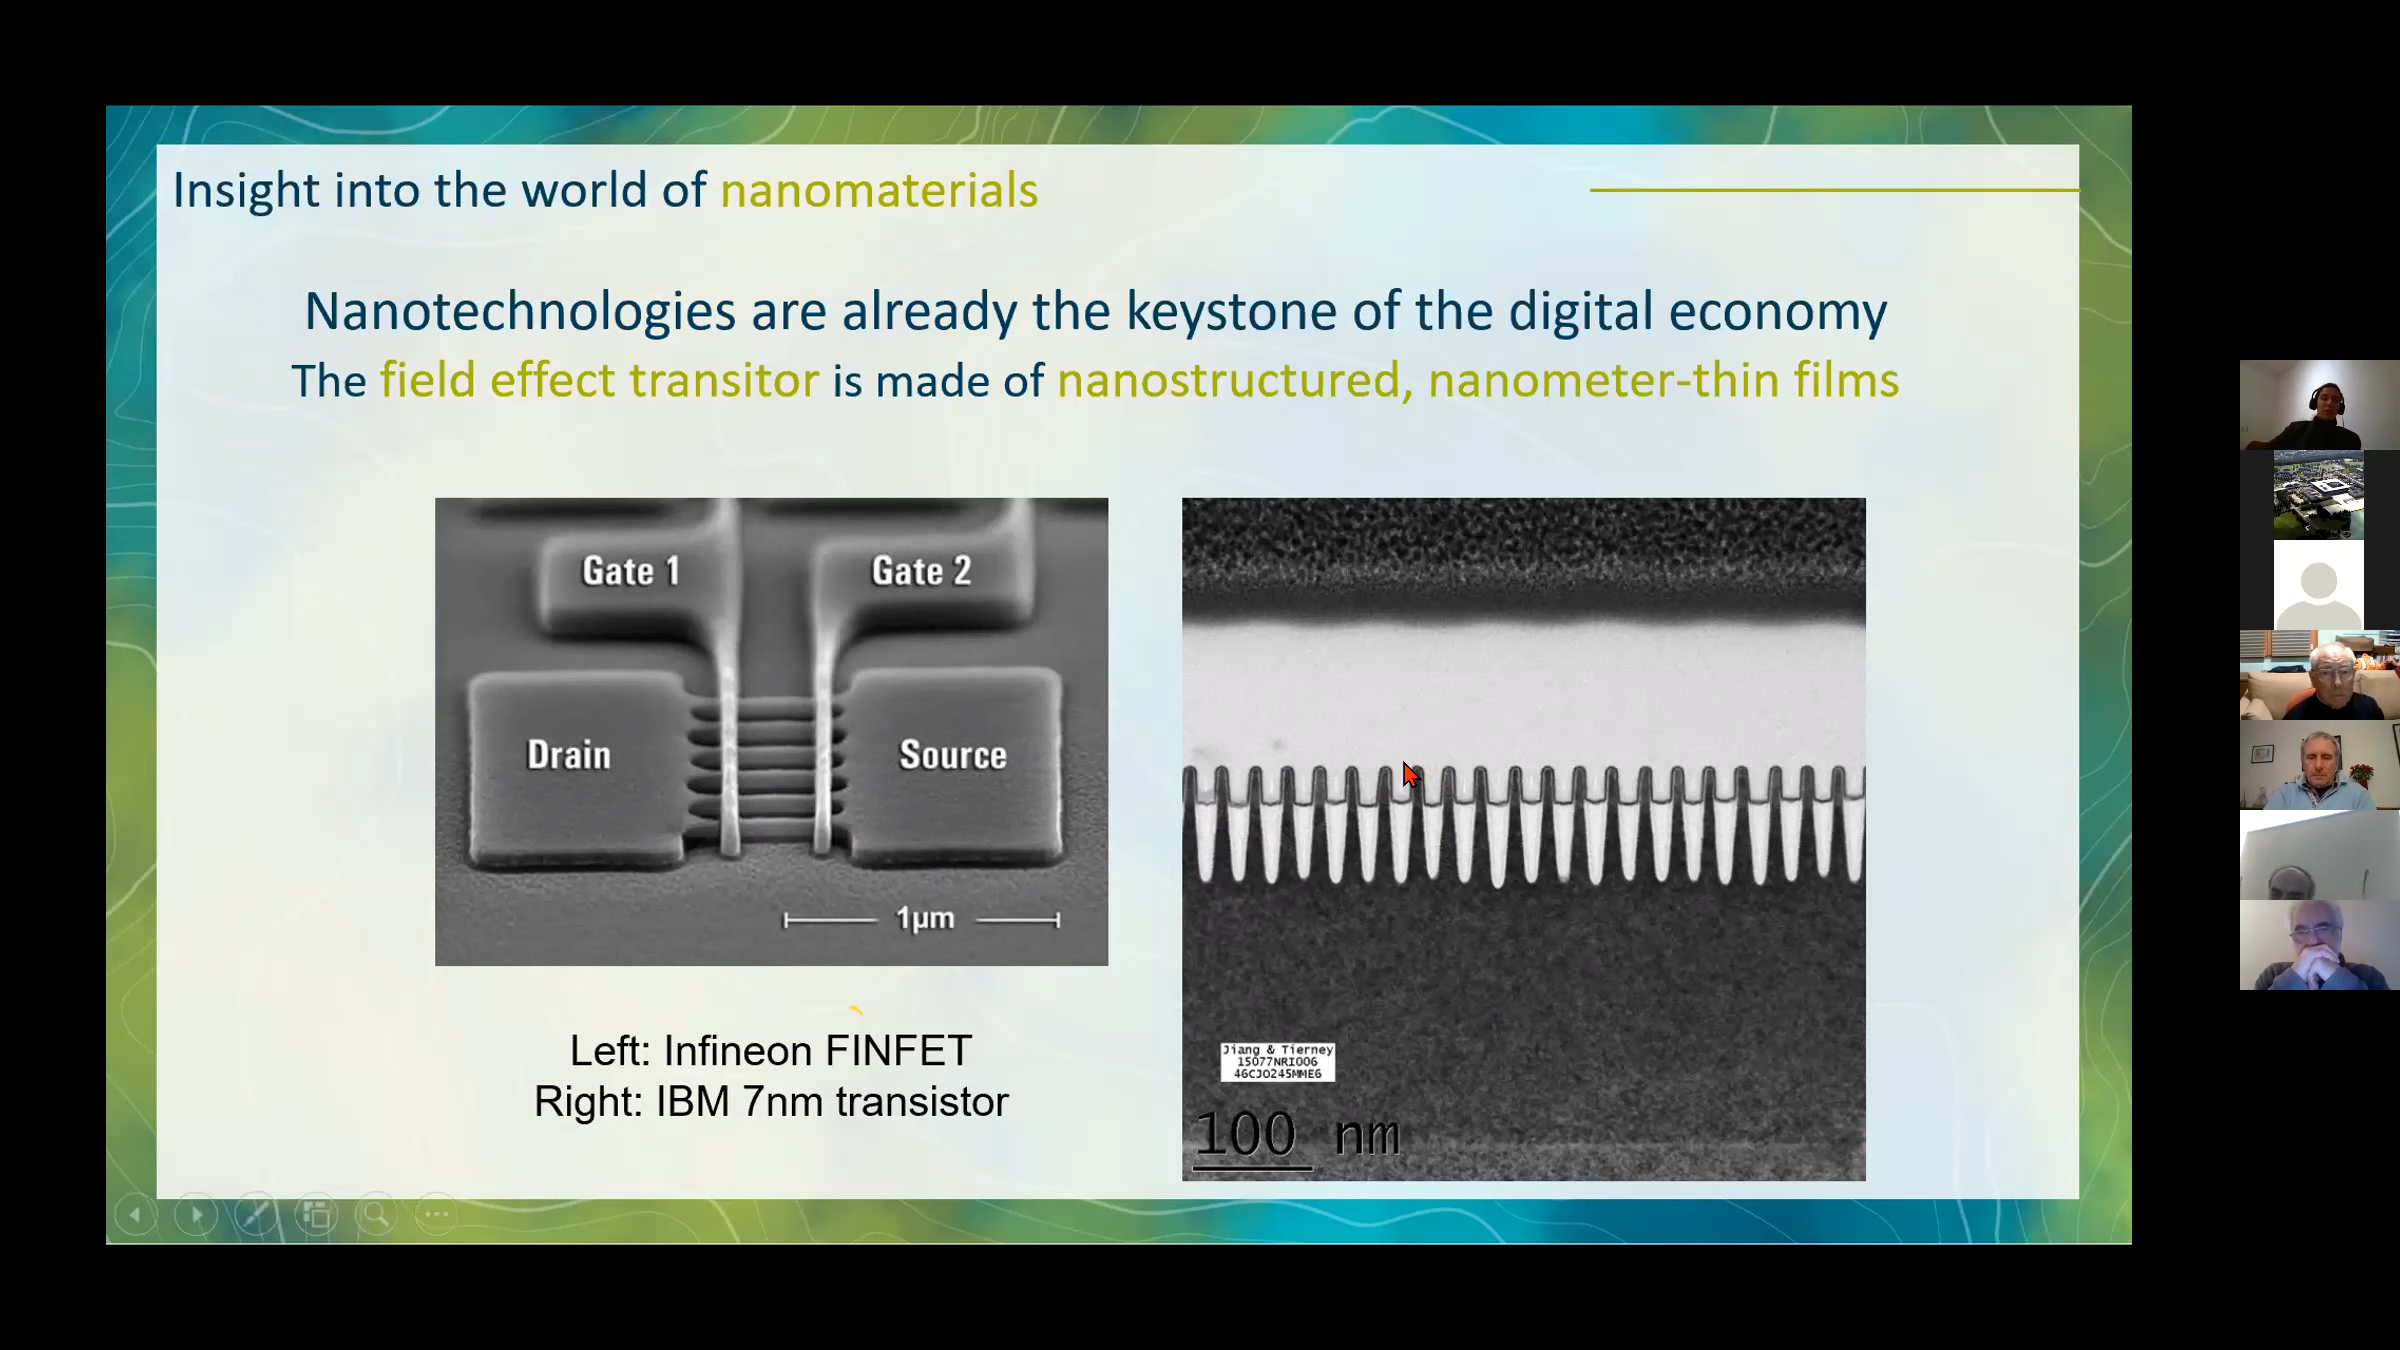 Insight into the world of nanomaterials
Nanotechnologies are already the keystone of the digital economy
The field effect transitor is made of nanostructured, nanometer-thin films
Gate 1
Gate 2
Drain
Source
1µm
Left: Infineon FINFET
Right: IBM 7nm transistor
Jiang & Tierney
15077NRI006
46CJ0245MME6
100 nm